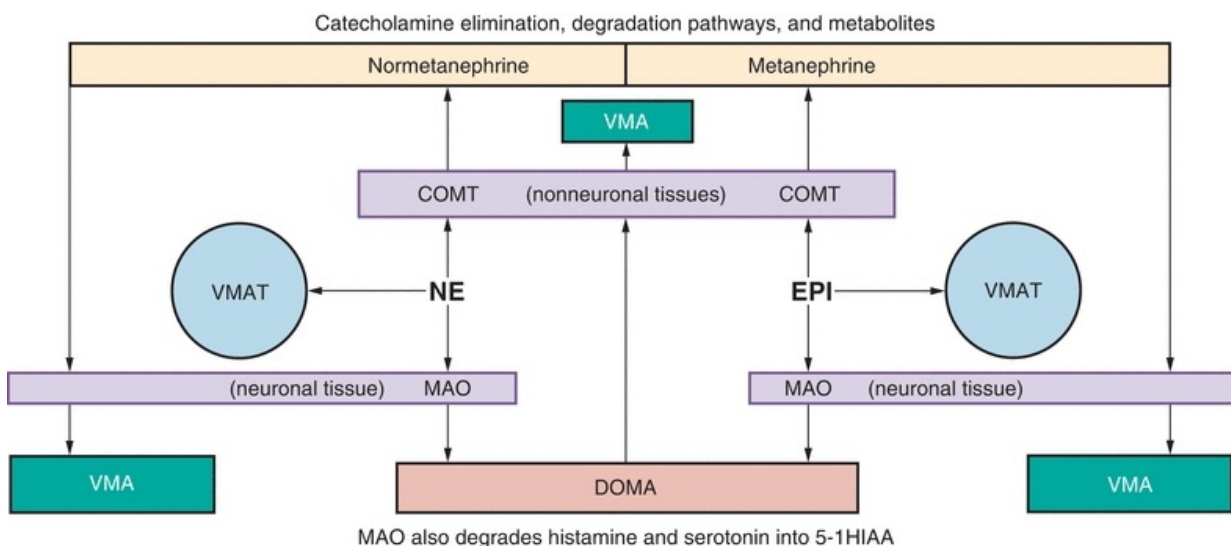 Catecholamine elimination, degradation pathways, and metabolites
Normetanephrine Metanephrine
VMA
COMT (nonneuronal tissues) COMT
VMAT NE EPI VMAT
(neuronal tissue) MAO MAO (neuronal tissue)
VMA DOMA VMA
MAO also degrades histamine and serotonin into 5-1HIAA